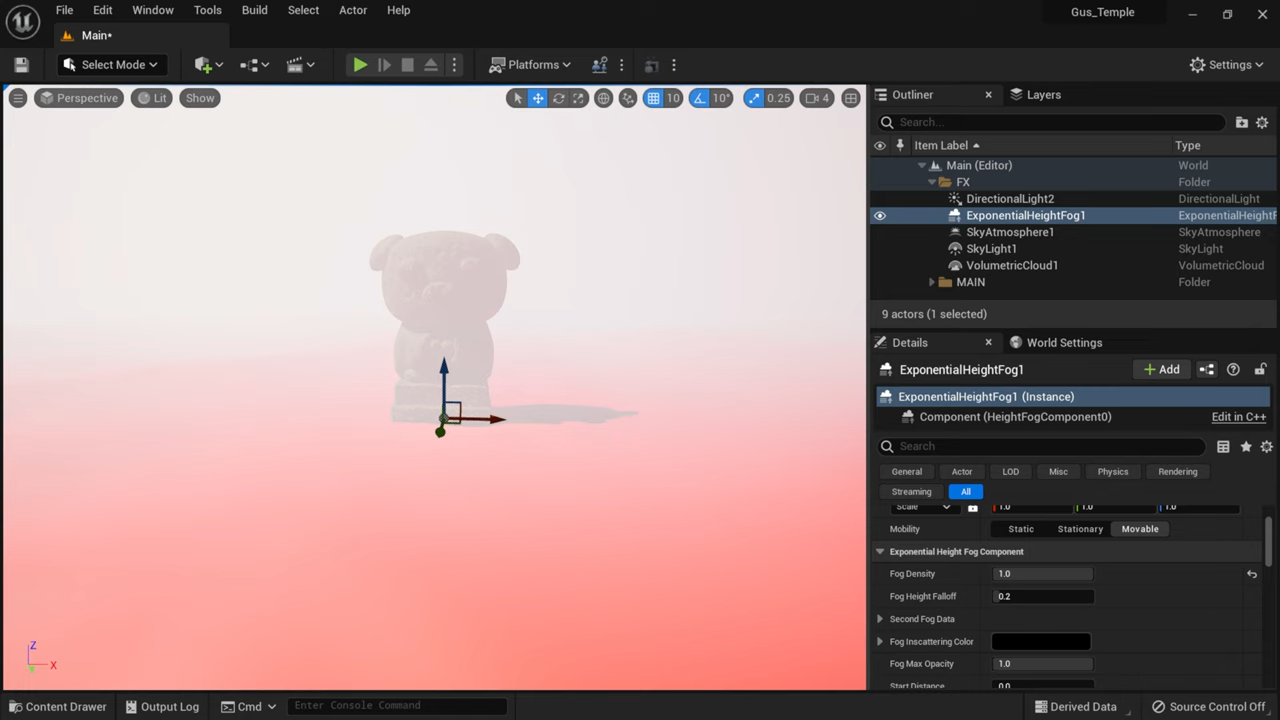 File Edit Window Tools Build Select Actor Help
Gus_Temple
Main*
Select Mode
Platforms
Settings
Perspective
Lit
Show
10
10°
0.25
4
Outliner
Layers
Search...
Item Label
Type
Main (Editor)
World
FX
Folder
DirectionalLight2
DirectionalLight
ExponentialHeightFog1
ExponentialHeightF
SkyAtmosphere1
SkyAtmosphere
SkyLight1
SkyLight
VolumetricCloud1
VolumetricCloud
MAIN
Folder
9 actors (1 selected)
Details
World Settings
ExponentialHeightFog1
Add
ExponentialHeightFog1 (Instance)
Component (HeightFogComponent0)
Edit in C++
Search
General
Actor
LOD
Misc
Physics
Rendering
Streaming
All
Scale
1.0
1.0
1.0
Mobility
Static
Stationary
Movable
Exponential Height Fog Component
Fog Density
1.0
Fog Height Falloff
0.2
Second Fog Data
Fog Inscattering Color
Fog Max Opacity
1.0
Start Distance
0.0
Z
X
Content Drawer
Output Log
Cmd
Enter Console Command
Derived Data
Source Control Off